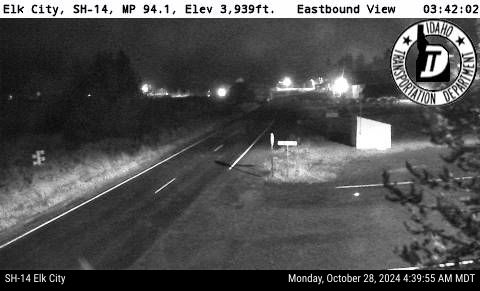 Elk City, SH-14, MP 94.1, Elev 3,939ft. Eastbound View 03:42:02
IDAHO
TRANSPORTATION DEPARTMENT
SH-14 Elk City Monday, October 28, 2024 4:39:55 AM MDT